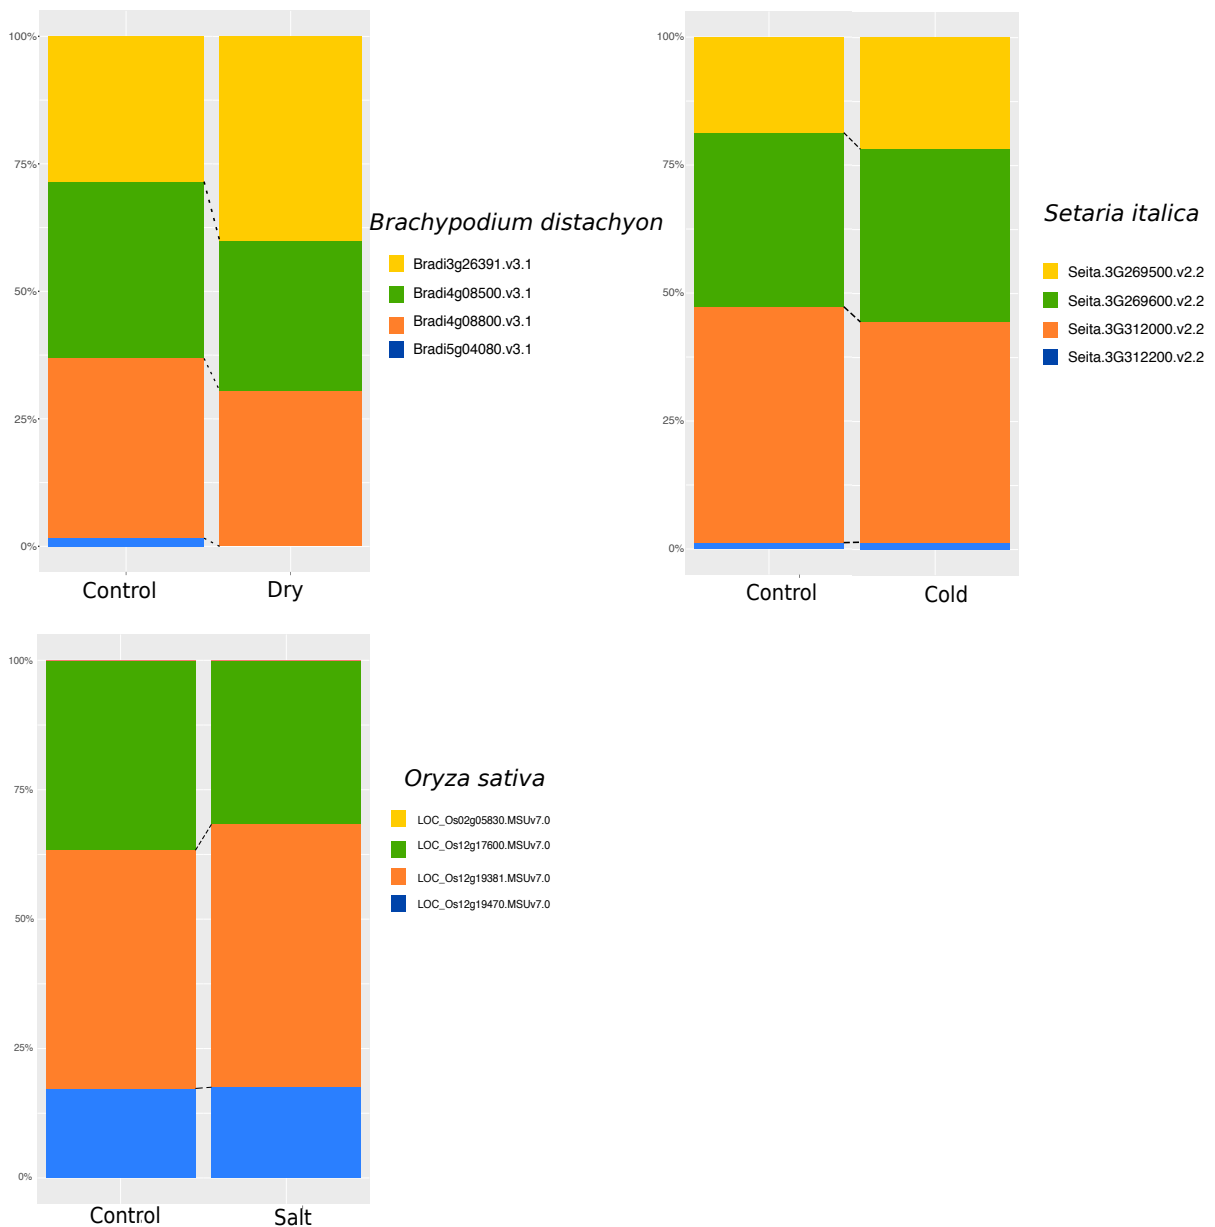 100%
75%
50%
25%
0%
Control
Dry
Brachypodium distachyon
Bradi3g26391.v3.1
Bradi4g08500.v3.1
Bradi4g08800.v3.1
Bradi5g04080.v3.1
100%
75%
50%
25%
0%
Control
Cold
Setaria italica
Seita.3G269500.v2.2
Seita.3G269600.v2.2
Seita.3G312000.v2.2
Seita.3G312200.v2.2
100%
75%
50%
25%
0%
Control
Salt
Oryza sativa
LOC_Os02g05830.MSUv7.0
LOC_Os12g17600.MSUv7.0
LOC_Os12g19381.MSUv7.0
LOC_Os12g19470.MSUv7.0